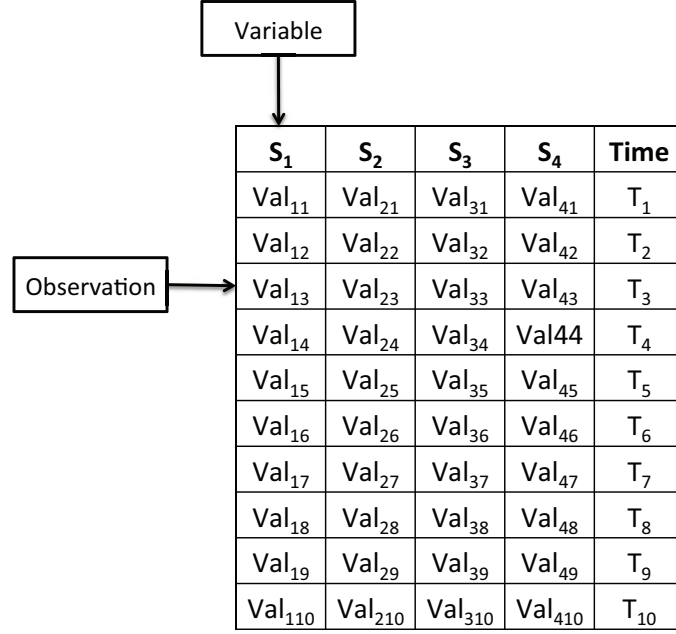 Variable
S₁ S₂ S₃ S₄ Time
Val₁₁ Val₂₁ Val₃₁ Val₄₁ T₁
Val₁₂ Val₂₂ Val₃₂ Val₄₂ T₂
Observation
Val₁₃ Val₂₃ Val₃₃ Val₄₃ T₃
Val₁₄ Val₂₄ Val₃₄ Val44 T₄
Val₁₅ Val₂₅ Val₃₅ Val₄₅ T₅
Val₁₆ Val₂₆ Val₃₆ Val₄₆ T₆
Val₁₇ Val₂₇ Val₃₇ Val₄₇ T₇
Val₁₈ Val₂₈ Val₃₈ Val₄₈ T₈
Val₁₉ Val₂₉ Val₃₉ Val₄₉ T₉
Val₁₁₀ Val₂₁₀ Val₃₁₀ Val₄₁₀ T₁₀